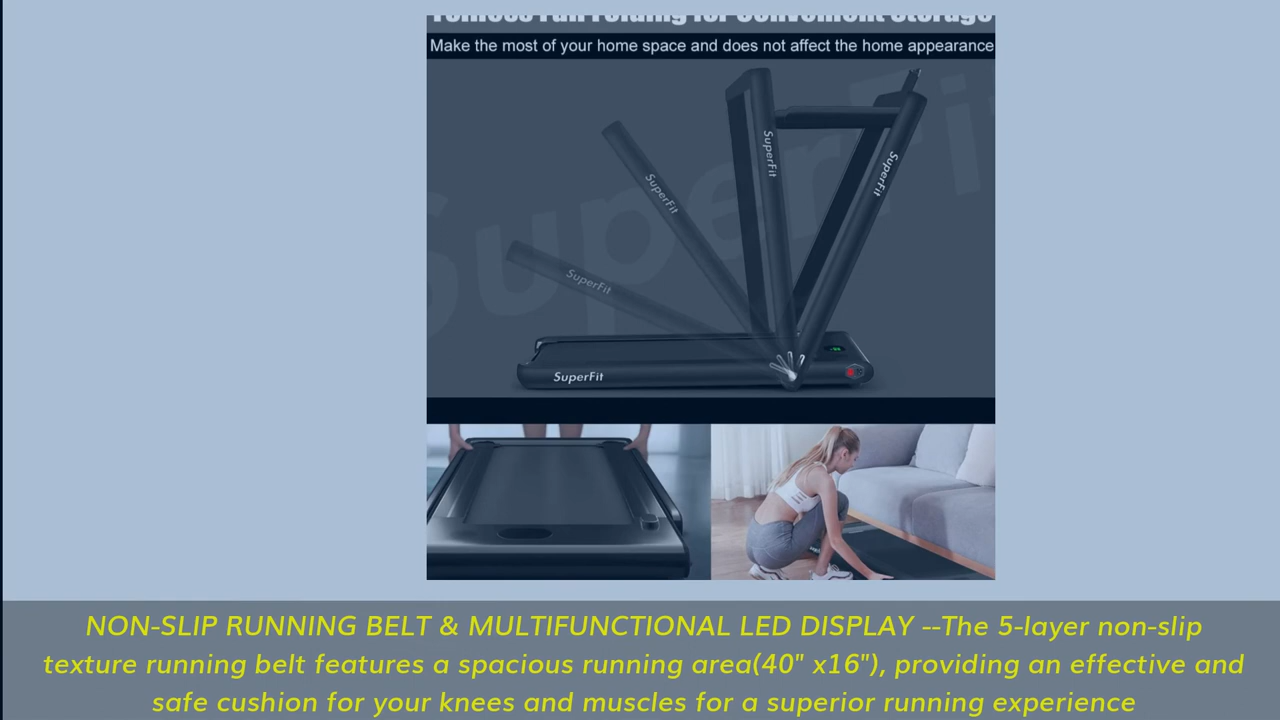 Make the most of your home space and does not affect the home appearance
SuperFit
SuperFit
SuperFit
SuperFit
SuperFit
SuperFit
NON-SLIP RUNNING BELT & MULTIFUNCTIONAL LED DISPLAY --The 5-layer non-slip
texture running belt features a spacious running area(40" x16"), providing an effective and
safe cushion for your knees and muscles for a superior running experience